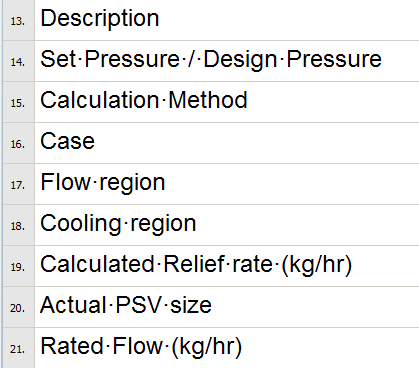 13. Description
14. Set·Pressure·/·Design·Pressure
15. Calculation·Method
16. Case
17. Flow·region
18. Cooling·region
19. Calculated·Relief·rate·(kg/hr)
20. Actual·PSV·size
21. Rated·Flow·(kg/hr)